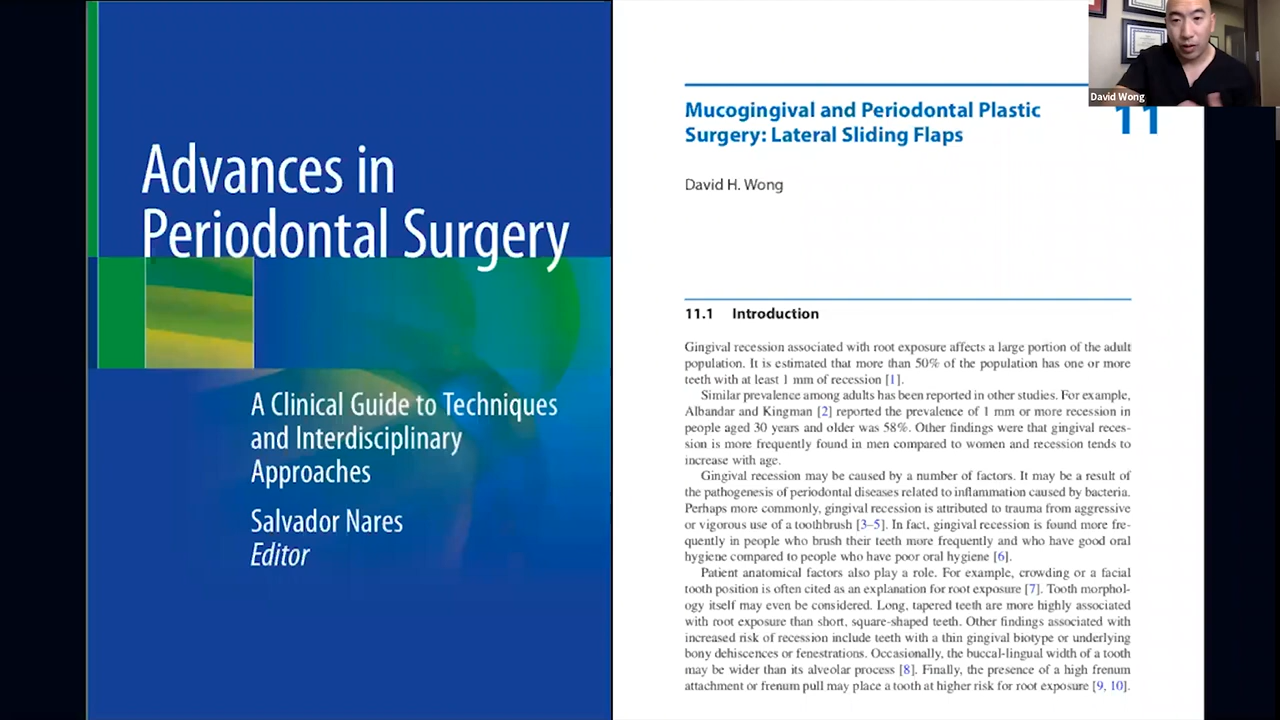 Advances in
Periodontal Surgery
A Clinical Guide to Techniques
and Interdisciplinary
Approaches
Salvador Nares
Editor
David Wong
11
Mucogingival and Periodontal Plastic
Surgery: Lateral Sliding Flaps
David H. Wong
11.1 Introduction
Gingival recession associated with root exposure affects a large portion of the adult
population. It is estimated that more than 50% of the population has one or more
teeth with at least 1 mm of recession [1].
Similar prevalence among adults has been reported in other studies. For example,
Albandar and Kingman [2] reported the prevalence of 1 mm or more recession in
people aged 30 years and older was 58%. Other findings were that gingival reces-
sion is more frequently found in men compared to women and recession tends to
increase with age.
Gingival recession may be caused by a number of factors. It may be a result of
the pathogenesis of periodontal diseases related to inflammation caused by bacteria.
Perhaps more commonly, gingival recession is attributed to trauma from aggressive
or vigorous use of a toothbrush [3–5]. In fact, gingival recession is found more fre-
quently in people who brush their teeth more frequently and who have good oral
hygiene compared to people who have poor oral hygiene [6].
Patient anatomical factors also play a role. For example, crowding or a facial
tooth position is often cited as an explanation for root exposure [7]. Tooth morphol-
ogy itself may even be considered. Long, tapered teeth are more highly associated
with root exposure than short, square-shaped teeth. Other findings associated with
increased risk of recession include teeth with a thin gingival biotype or underlying
bony dehiscences or fenestrations. Occasionally, the buccal-lingual width of a tooth
may be wider than its alveolar process [8]. Finally, the presence of a high frenum
attachment or frenum pull may place a tooth at higher risk for root exposure [9, 10].